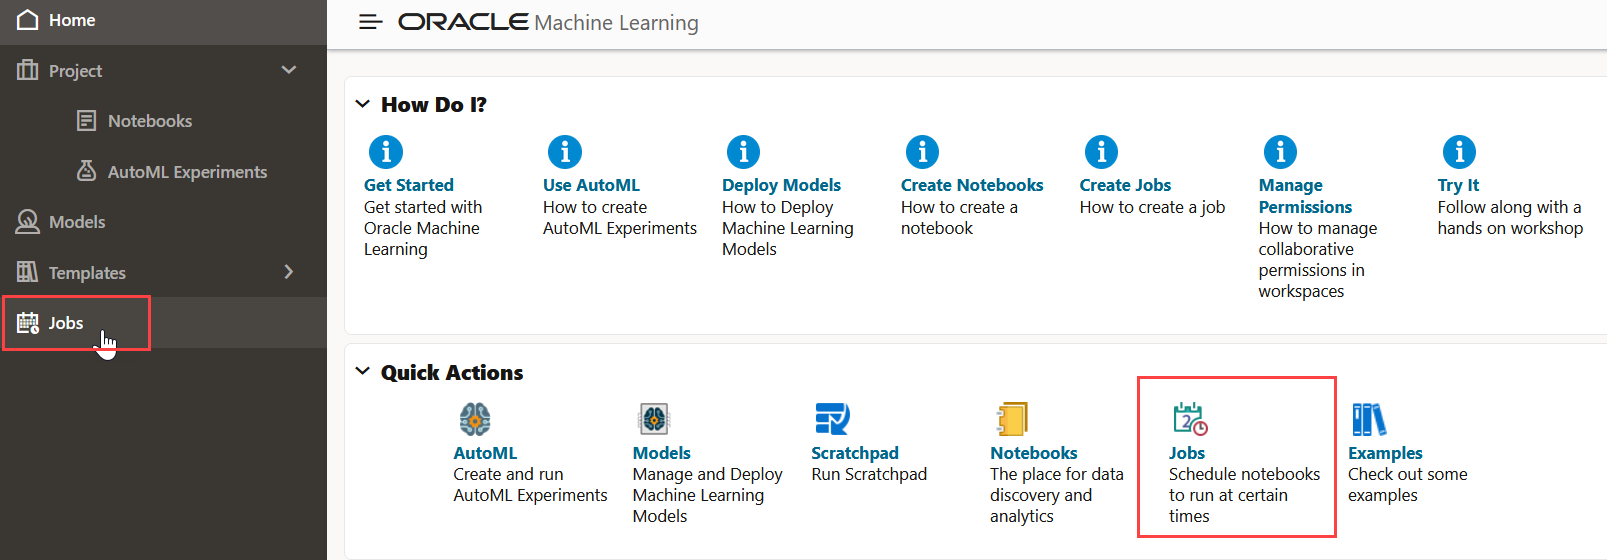 Home
Project
Notebooks
AutoML Experiments
Models
Templates
Jobs
ORACLE Machine Learning
How Do I?
Get Started
Get started with
Oracle Machine
Learning
Use AutoML
How to create
AutoML Experiments
Deploy Models
How to Deploy
Machine Learning
Models
Create Notebooks
How to create a
notebook
Create Jobs
How to create a job
Manage
Permissions
How to manage
collaborative
permissions in
workspaces
Try It
Follow along with a
hands on workshop
Quick Actions
AutoML
Create and run
AutoML Experiments
Models
Manage and Deploy
Machine Learning
Models
Scratchpad
Run Scratchpad
Notebooks
The place for data
discovery and
analytics
2
Jobs
Schedule notebooks
to run at certain
times
Examples
Check out some
examples